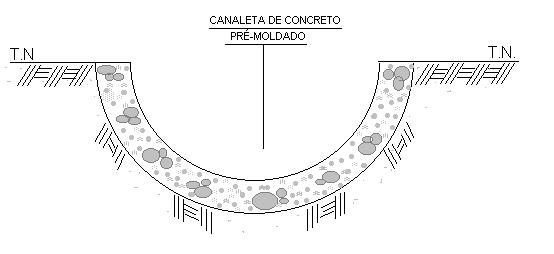 CANALETA DE CONCRETO
PRÉ-MOLDADO
T.N
T.N.